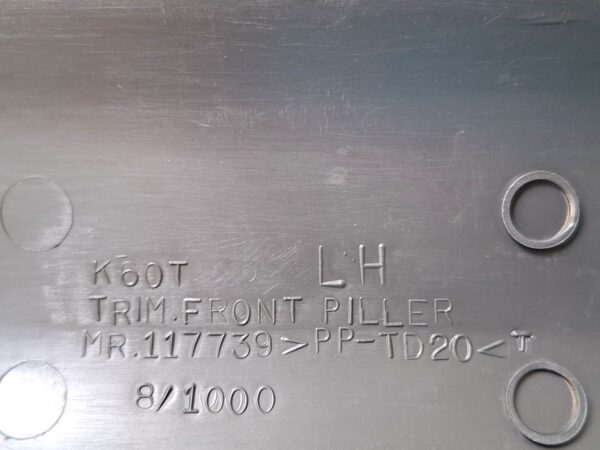 K60T LH
TRIM.FRONT PILLER
MR.117739 >PP-TD20< T
8/1000